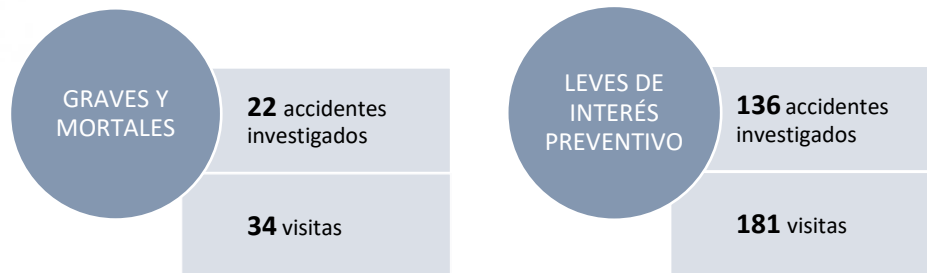 GRAVES Y
MORTALES
22 accidentes
investigados
34 visitas
LEVES DE
INTERÉS
PREVENTIVO
136 accidentes
investigados
181 visitas